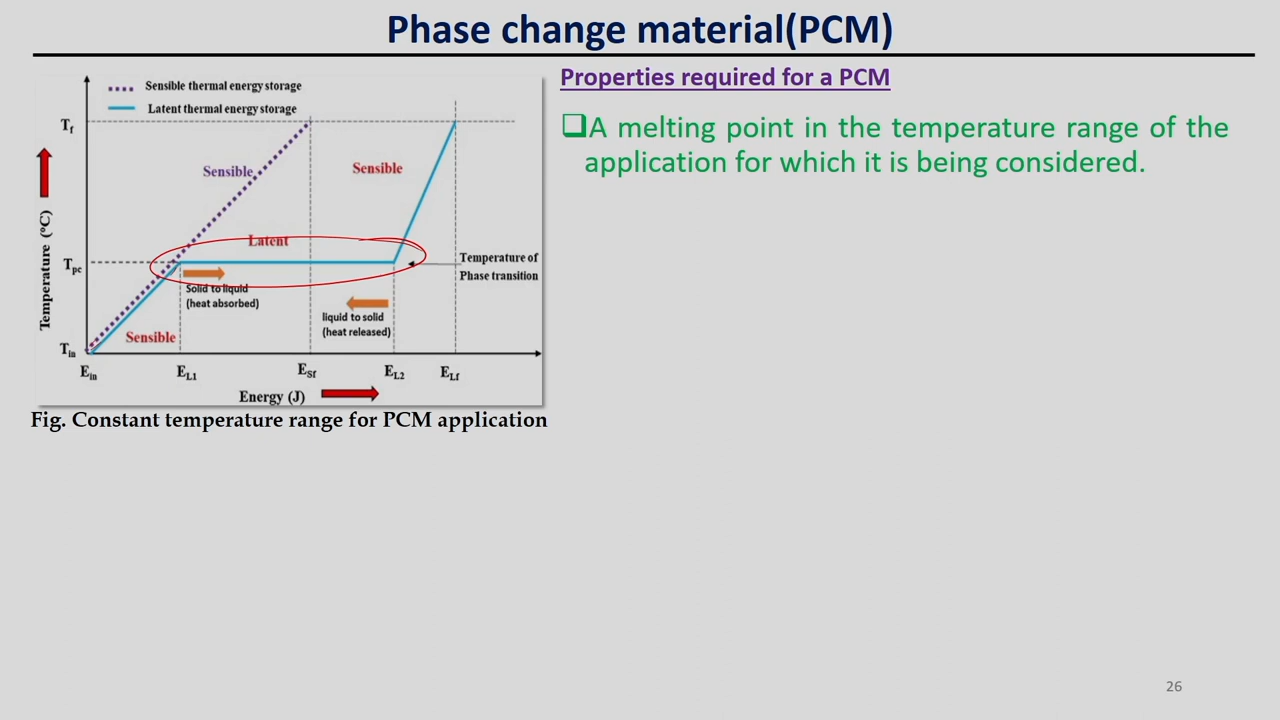 Phase change material(PCM)
Sensible thermal energy storage
Latent thermal energy storage
Tf
Sensible
Sensible
Latent
Temperature (°C)
Tpc
Temperature of
Phase transition
Solid to liquid
(heat absorbed)
liquid to solid
(heat released)
Sensible
Tin
Ein
EL1
ESf
EL2
ELf
Energy (J)
Fig. Constant temperature range for PCM application
Properties required for a PCM
❑A melting point in the temperature range of the
application for which it is being considered.
26